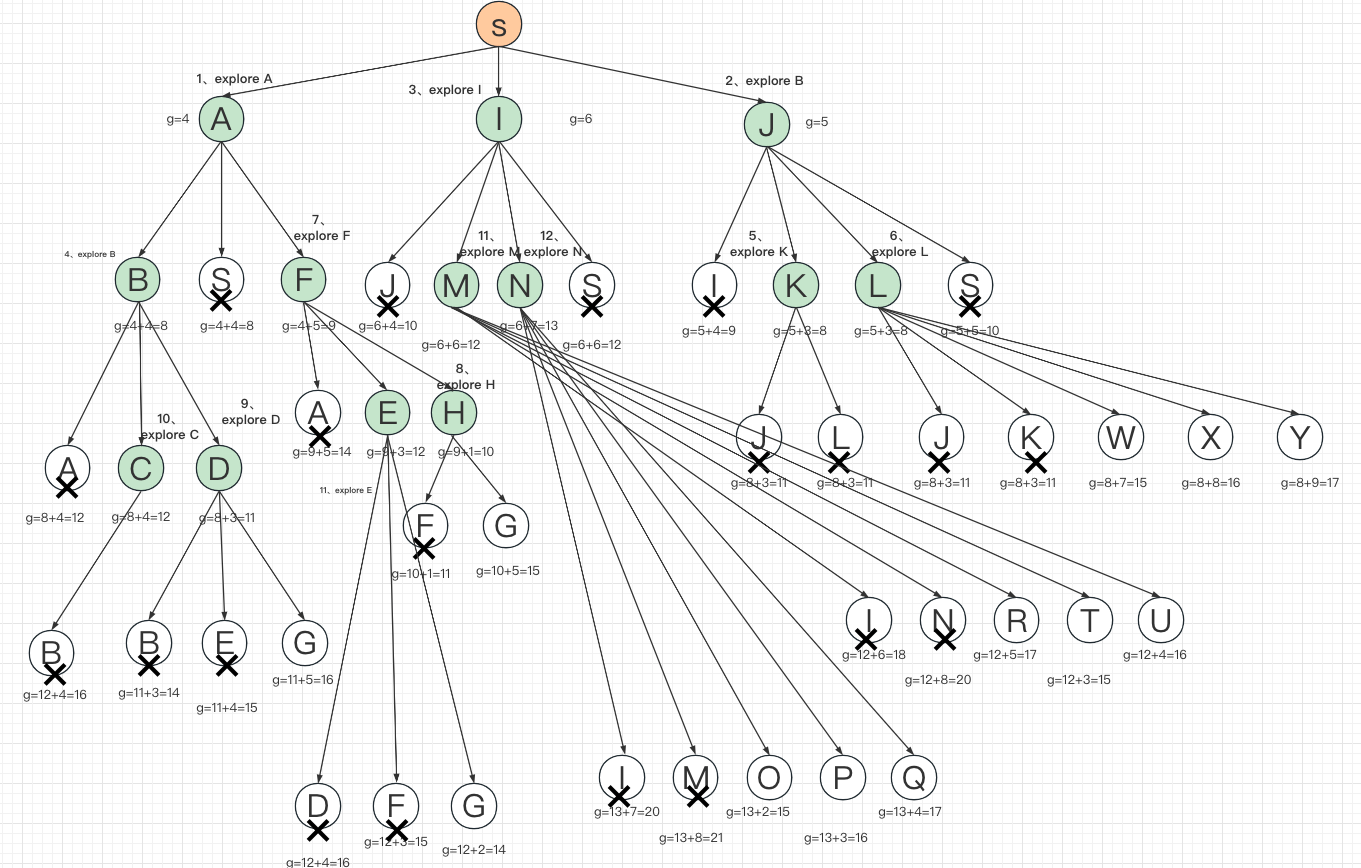 S
1、explore A
3、explore I
2、explore B
g=4
A
I
g=6
J
g=5
7、
explore F
4、explore B
11、
explore M
12、
explore N
5、
explore K
6、
explore L
B
S
F
J
M
N
S
I
K
L
S
g=4+4=8
g=4+4=8
g=4+5=9
g=6+4=10
g=6+7=13
g=5+4=9
g=5+3=8
g=5+3=8
g=5+5=10
g=6+6=12
g=6+6=12
8、
explore H
10、
explore C
9、
explore D
A
E
H
J
L
J
K
W
X
Y
g=9+5=14
g=9+3=12
g=9+1=10
A
C
D
g=8+3=11
g=8+3=11
g=8+3=11
g=8+3=11
g=8+7=15
g=8+8=16
g=8+9=17
11、explore E
g=8+4=12
g=8+4=12
g=8+3=11
F
G
g=10+1=11
g=10+5=15
I
N
R
T
U
B
B
E
G
g=12+6=18
g=12+5=17
g=12+4=16
g=12+8=20
g=12+3=15
g=12+4=16
g=11+3=14
g=11+5=16
g=11+4=15
I
M
O
P
Q
D
F
G
g=13+7=20
g=13+2=15
g=13+4=17
g=13+8=21
g=13+3=16
g=12+3=15
g=12+2=14
g=12+4=16